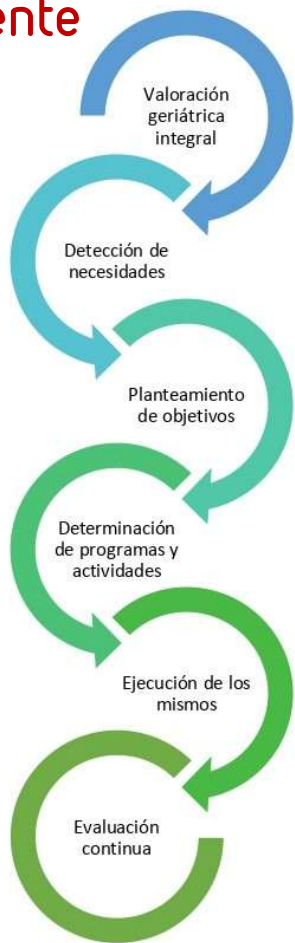 ente
Valoración
geriátrica
integral
Detección de
necesidades
Planteamiento
de objetivos
Determinación
de programas y
actividades
Ejecución de los
mismos
Evaluación
continua